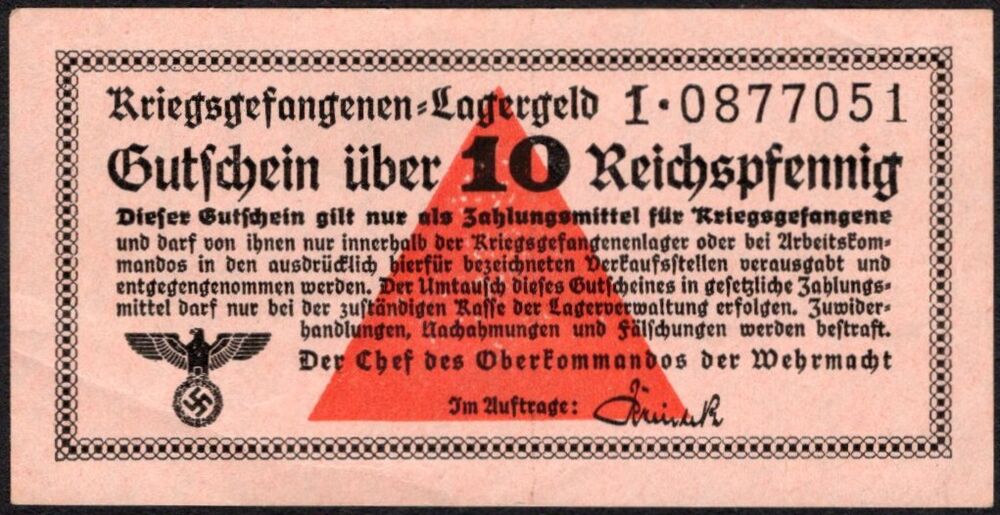 Kriegsgefangenen=Lagergeld 1·0877051
Gutschein über 10 Reichspfennig
Dieser Gutschein gilt nur als Zahlungsmittel für Kriegsgefangene
und darf von ihnen nur innerhalb der Kriegsgefangenenlager oder bei Arbeitskom=
mandos in den ausdrücklich hierfür bezeichneten Verkaufsstellen verausgabt und
entgegengenommen werden. Der Umtausch dieses Gutscheines in gesetzliche Zahlungs=
mittel darf nur bei der zuständigen Kasse der Lagerverwaltung erfolgen. Zuwider=
handlungen, Nachahmungen und Fälschungen werden bestraft.
Der Chef des Oberkommandos der Wehrmacht
Im Auftrage: